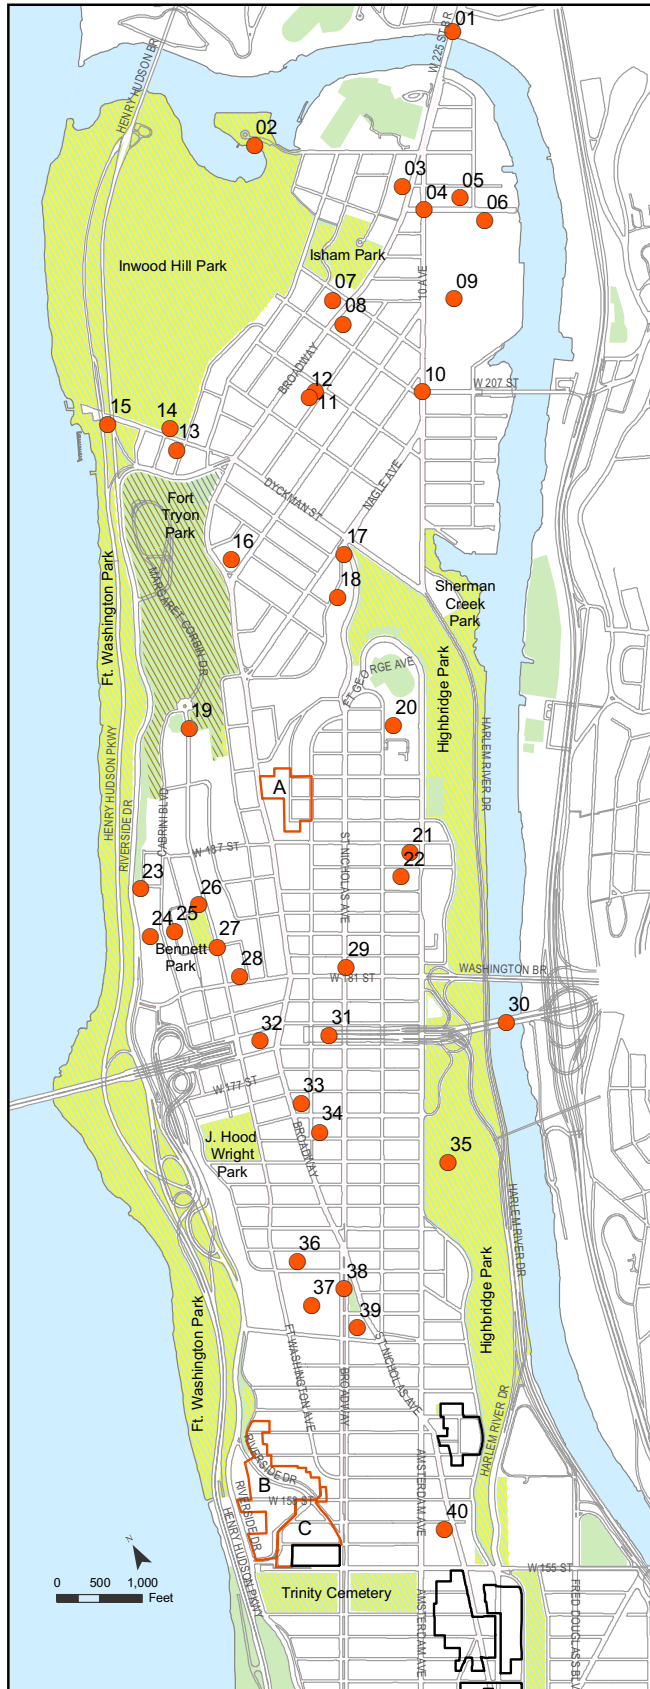 01
W 225 ST BR
HENRY HUDSON BR
02
03
04
05
06
Isham Park
Inwood Hill Park
07
08
09
10 AVE
BROADWAY
10
W 207 ST
12
11
15
14
13
NAGLE AVE
DYCKMAN ST
Fort
Tryon
Park
16
17
18
Sherman
Creek
Park
Ft. Washington Park
MARGARET CORBIN DR
FT GEORGE AVE
Highbridge Park
19
20
HARLEM RIVER DR
HENRY HUDSON PKWY
RIVERSIDE DR
CABRINI BLVD
A
W 187 ST
ST NICHOLAS AVE
21
22
23
26
24
25
27
Bennett
Park
28
29
W 181 ST
WASHINGTON BR
30
32
31
W 177 ST
33
34
BROADWAY
J. Hood
Wright
Park
35
HARLEM RIVER DR
36
37
38
39
Ft. Washington Park
Highbridge Park
FT WASHINGTON AVE
BROADWAY
ST NICHOLAS AVE
HARLEM RIVER DR
RIVERSIDE DR
B
W 158 ST
C
AMSTERDAM AVE
40
RIVERSIDE DR
HENRY HUDSON PKWY
N
0 500 1,000
Feet
W 155 ST
Trinity Cemetery
AMSTERDAM AVE
FRED DOUGLASS BLV